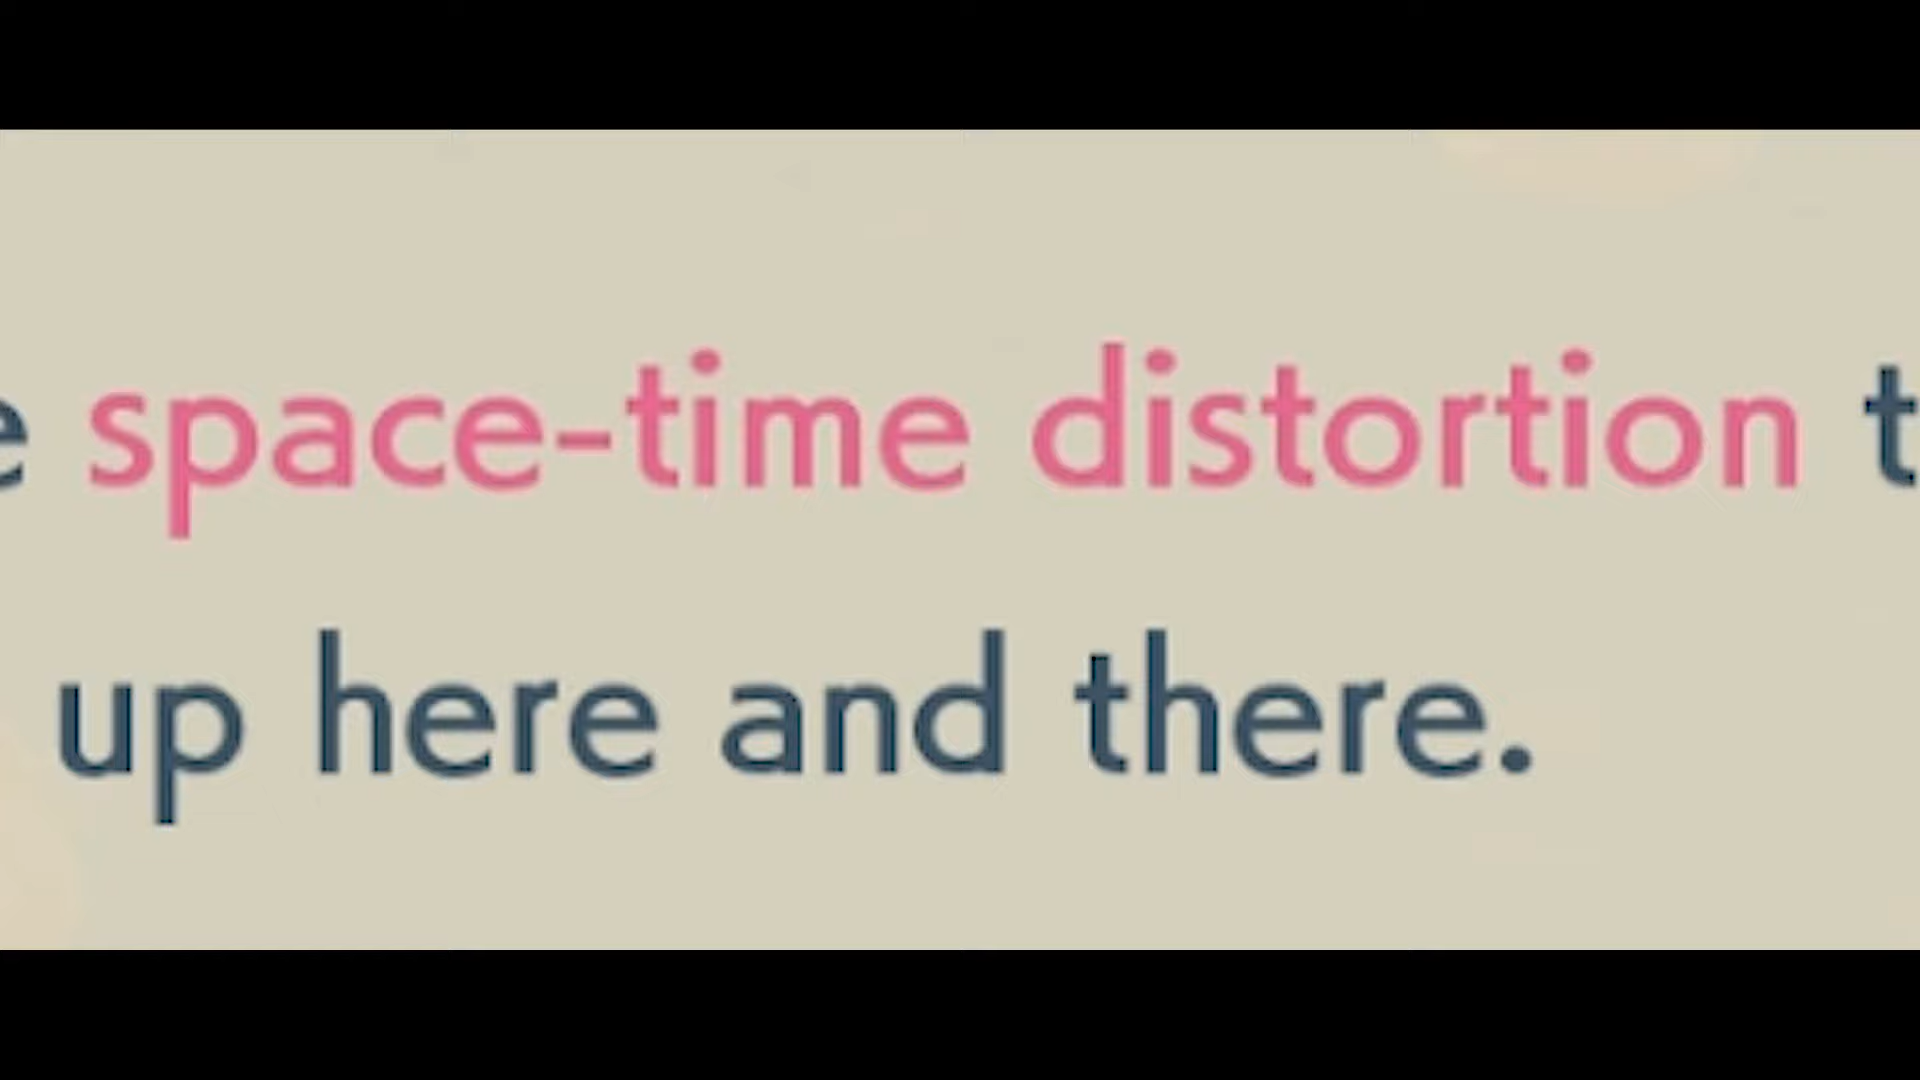 space-time distortion
up here and there.